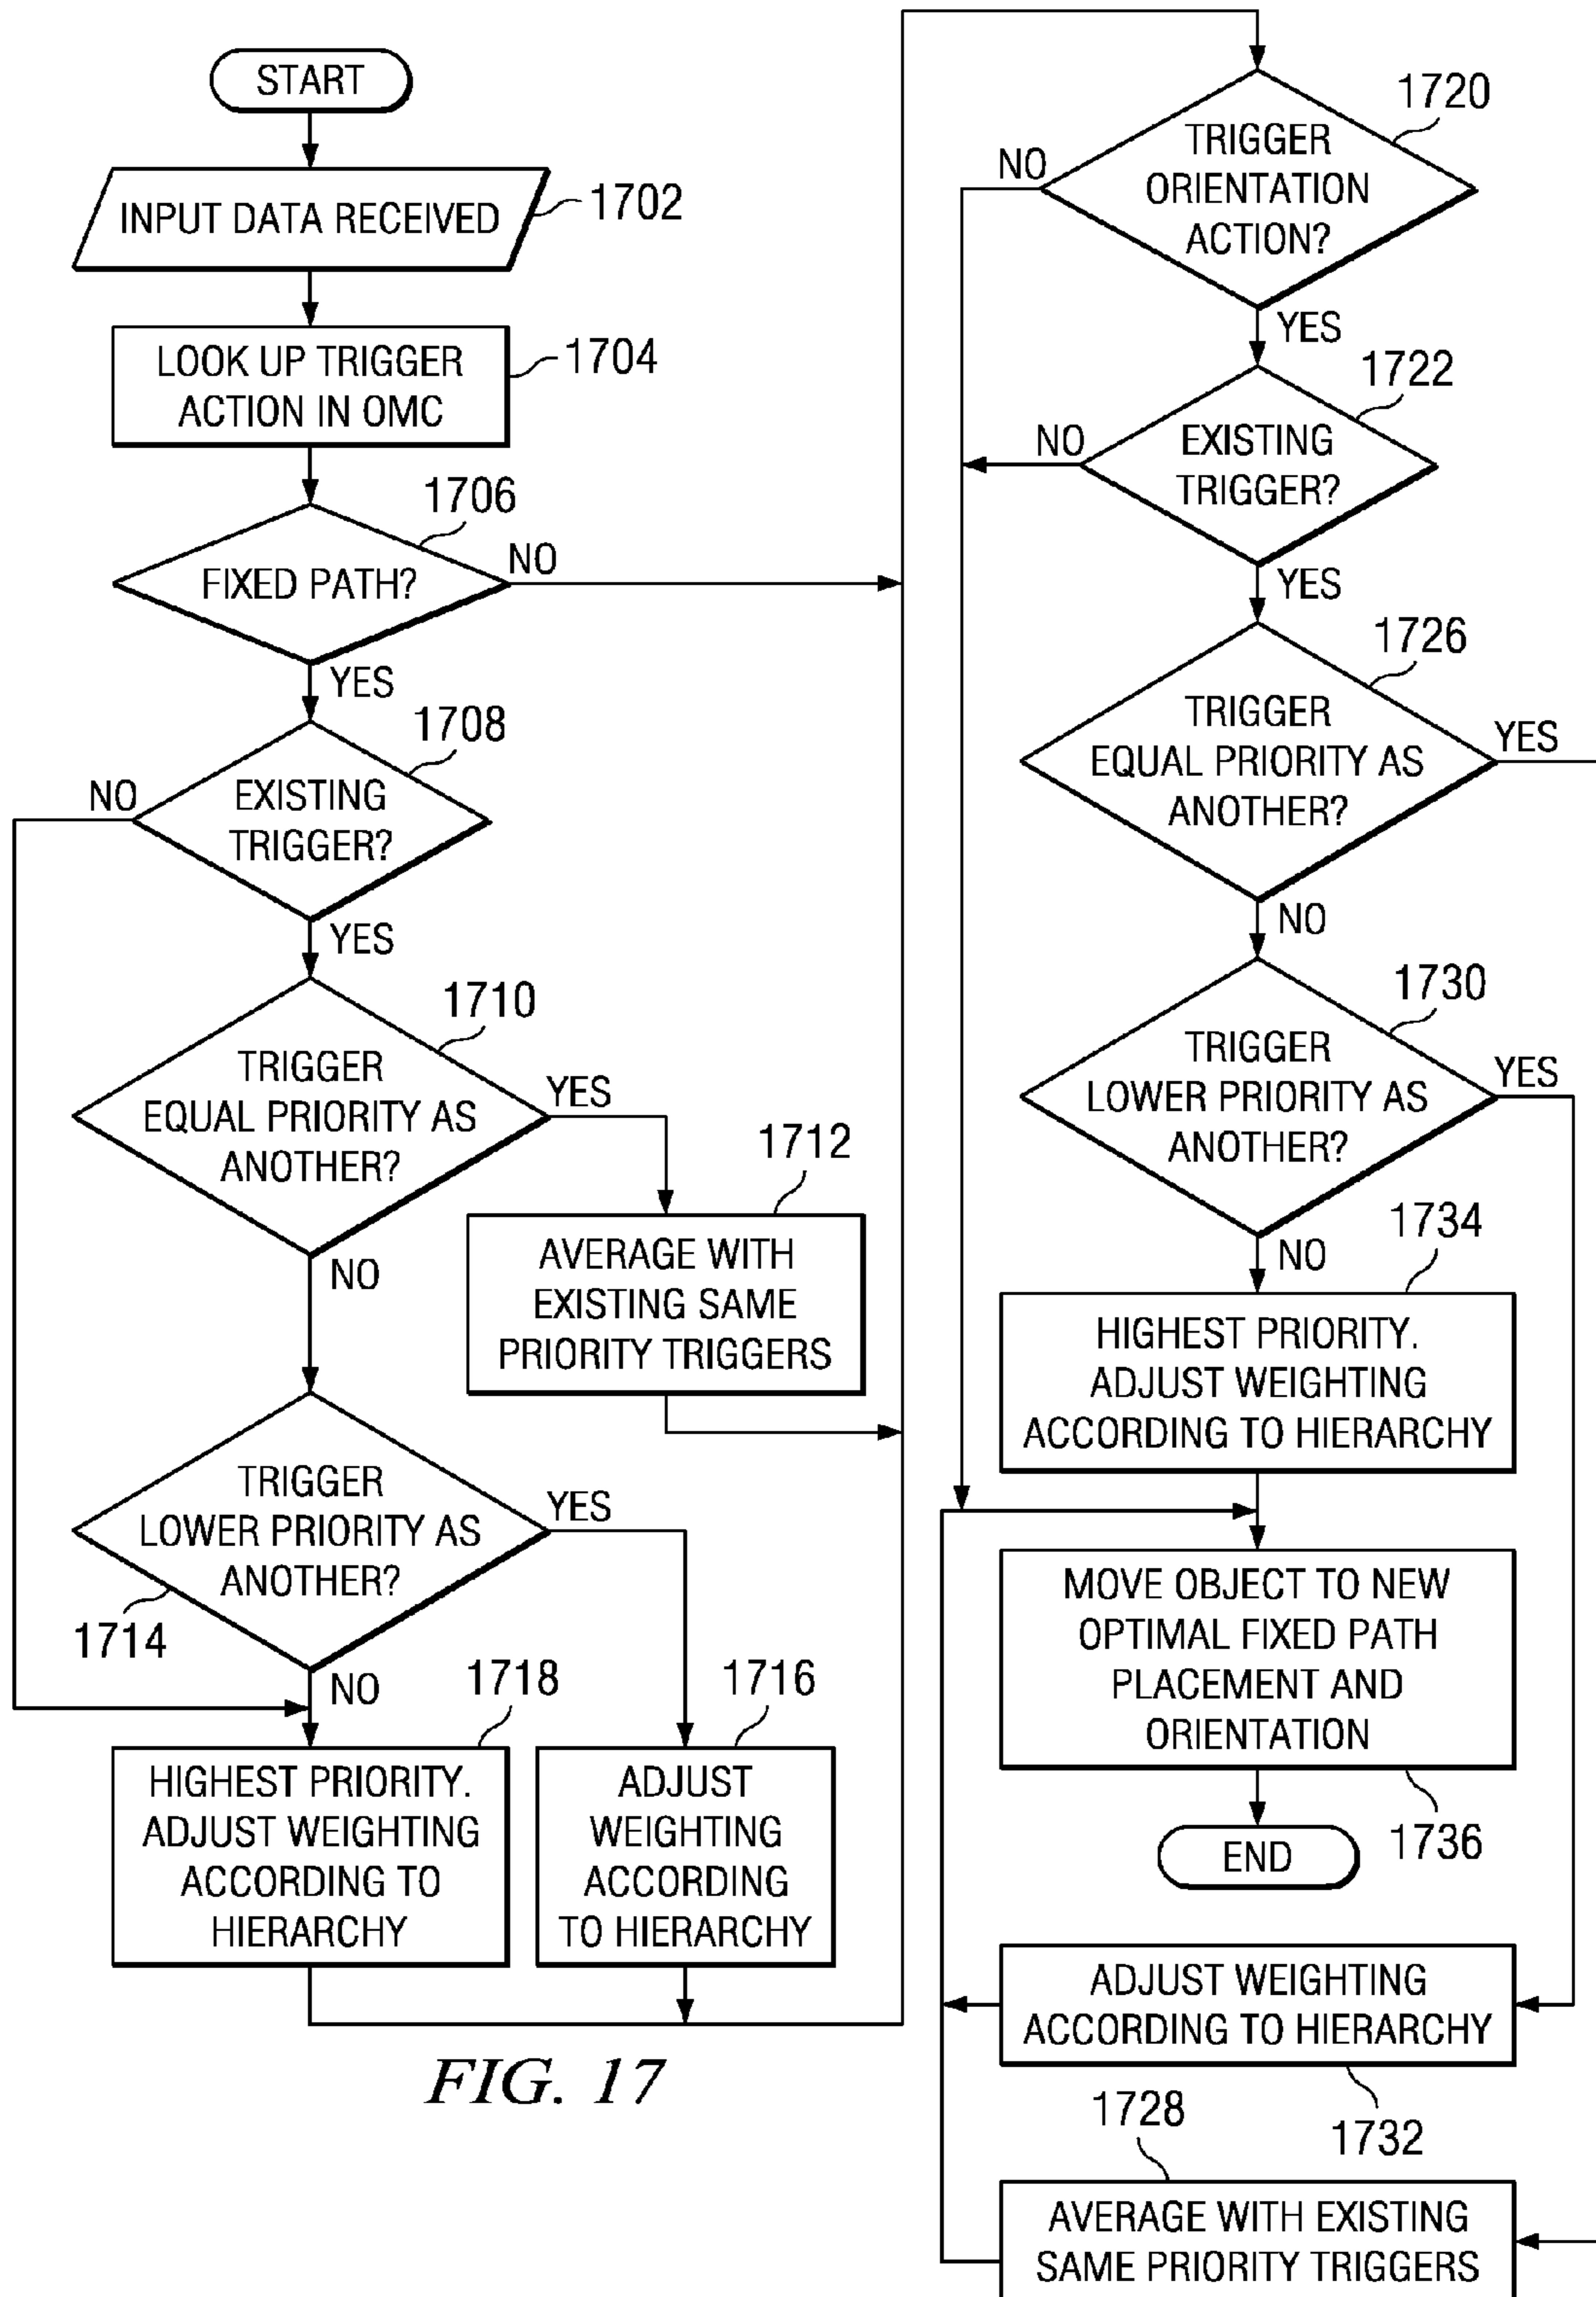 START
INPUT DATA RECEIVED
1702
LOOK UP TRIGGER
ACTION IN OMC
1704
1706
FIXED PATH?
NO
YES
1708
NO
EXISTING
TRIGGER?
YES
1710
TRIGGER
EQUAL PRIORITY AS
ANOTHER?
YES
NO
1712
AVERAGE WITH
EXISTING SAME
PRIORITY TRIGGERS
TRIGGER
LOWER PRIORITY AS
ANOTHER?
YES
1714
NO
1718
HIGHEST PRIORITY.
ADJUST WEIGHTING
ACCORDING TO
HIERARCHY
1716
ADJUST
WEIGHTING
ACCORDING
TO HIERARCHY
FIG. 17
1720
NO
TRIGGER
ORIENTATION
ACTION?
YES
1722
NO
EXISTING
TRIGGER?
YES
1726
TRIGGER
EQUAL PRIORITY AS
ANOTHER?
YES
NO
1730
TRIGGER
LOWER PRIORITY AS
ANOTHER?
YES
NO
1734
HIGHEST PRIORITY.
ADJUST WEIGHTING
ACCORDING TO HIERARCHY
MOVE OBJECT TO NEW
OPTIMAL FIXED PATH
PLACEMENT AND
ORIENTATION
1736
END
ADJUST WEIGHTING
ACCORDING TO HIERARCHY
1732
1728
AVERAGE WITH EXISTING
SAME PRIORITY TRIGGERS